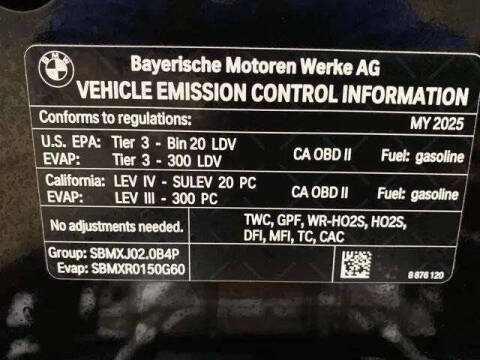 BMW
Bayerische Motoren Werke AG
VEHICLE EMISSION CONTROL INFORMATION
Conforms to regulations: MY 2025
U.S. EPA: Tier 3 - Bin 20 LDV
EVAP: Tier 3 - 300 LDV CA OBD II Fuel: gasoline
California: LEV IV - SULEV 20 PC
EVAP: LEV III - 300 PC CA OBD II Fuel: gasoline
No adjustments needed. TWC, GPF, WR-HO2S, HO2S,
DFI, MFI, TC, CAC
Group: SBMXJ02.0B4P
Evap: SBMXR0150G60 8 876 120